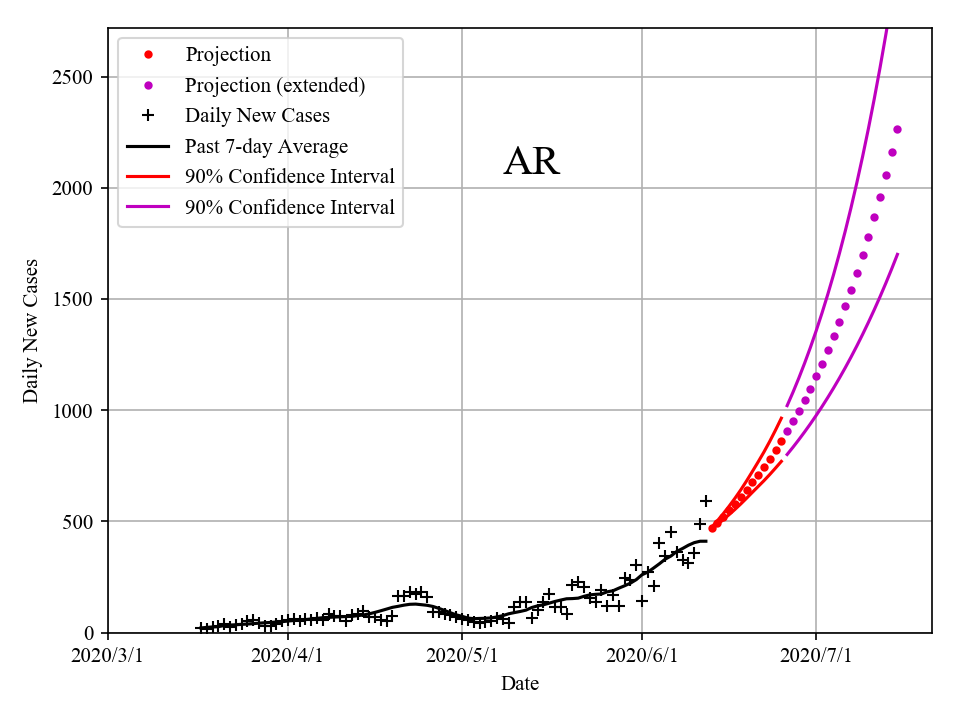 Projection
Projection (extended)
Daily New Cases
Past 7-day Average
90% Confidence Interval
90% Confidence Interval
AR
Daily New Cases
2500
2000
1500
1000
500
0
2020/3/1 2020/4/1 2020/5/1 2020/6/1 2020/7/1
Date